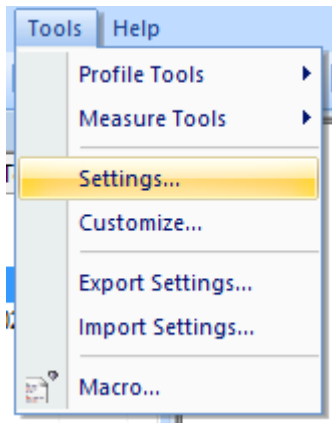 Tools Help
Profile Tools
Measure Tools
Settings...
Customize...
Export Settings...
Import Settings...
Macro...